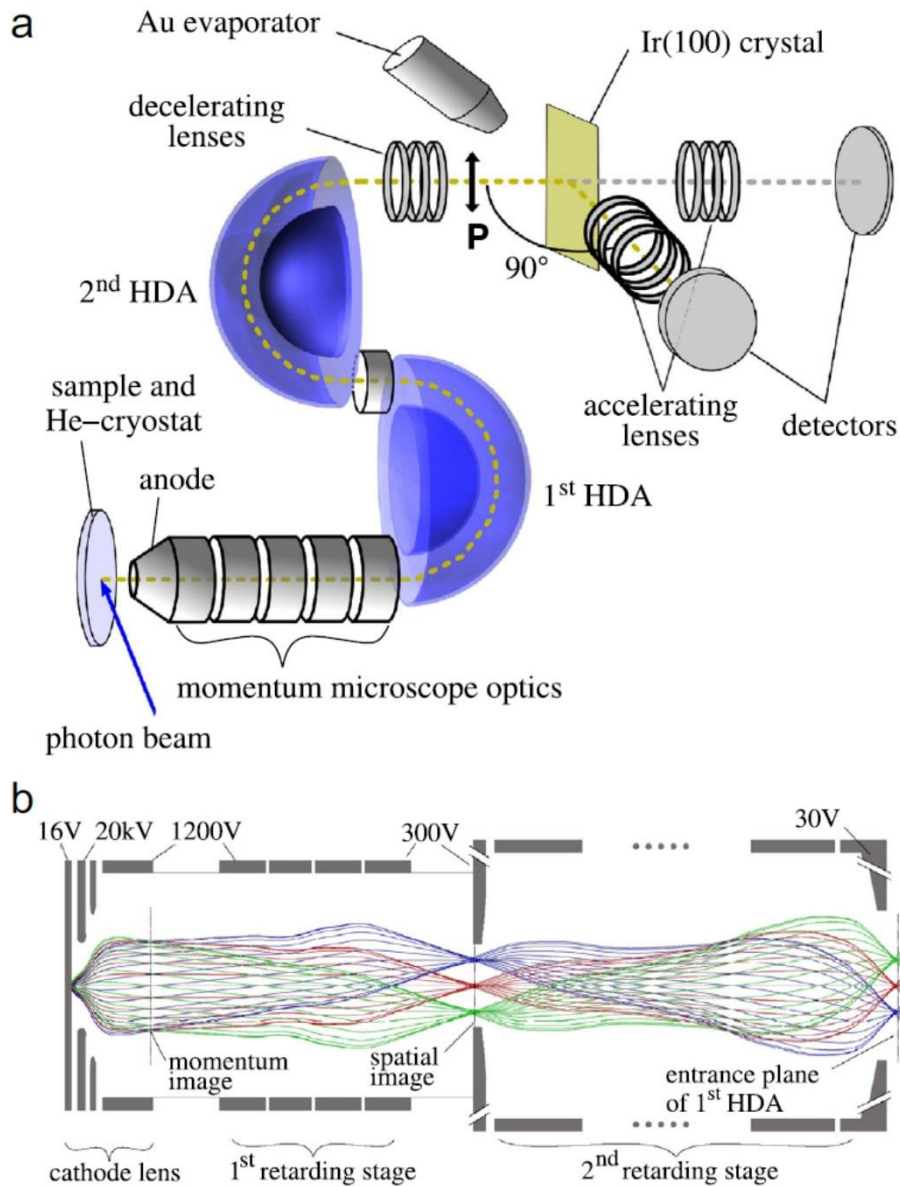 a
Au evaporator
Ir(100) crystal
decelerating
lenses
P
90°
2nd HDA
sample and
He−cryostat
accelerating
lenses
detectors
anode
1st HDA
momentum microscope optics
photon beam
b
16V 20kV 1200V 300V 30V
momentum
image
spatial
image
entrance plane
of 1st HDA
cathode lens
1st retarding stage
2nd retarding stage